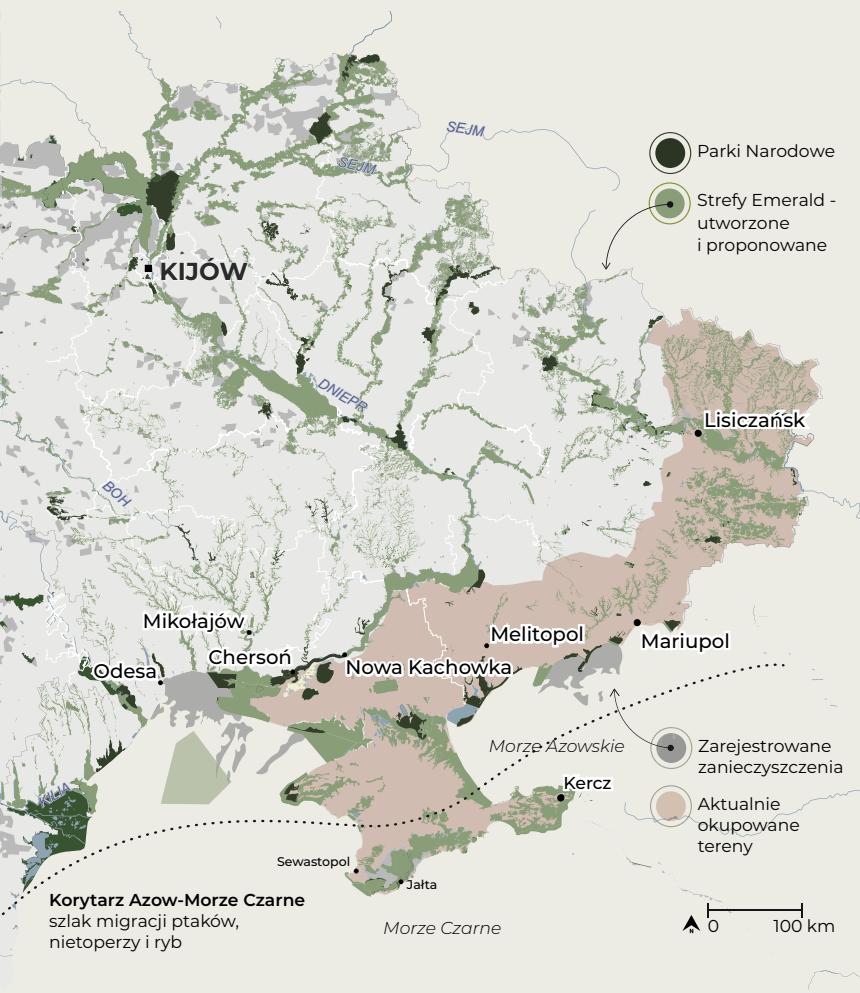 SEJM
Parki Narodowe
SEJM
Strefy Emerald -
utworzone
i proponowane
KIJÓW
DNIEPR
Lisiczańsk
BOH
Mikołajów
Melitopol
Mariupol
Chersoń
Nowa Kachowka
Odesa
Morze Azowskie
Zarejestrowane
zanieczyszczenia
Kercz
KILIA
Aktualnie
okupowane
tereny
Sewastopol
Jałta
Korytarz Azow-Morze Czarne
szlak migracji ptaków,
nietoperzy i ryb
Morze Czarne
N
0 100 km